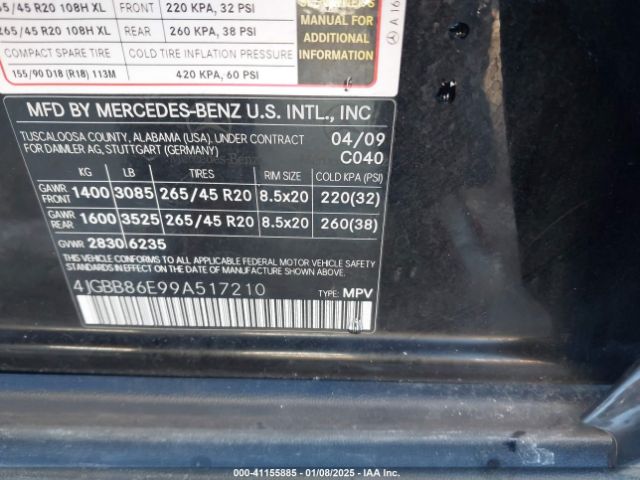 65/45 R20 108H XL FRONT 220 KPA, 32 PSI
265/45 R20 108H XL REAR 260 KPA, 38 PSI
COMPACT SPARE TIRE COLD TIRE INFLATION PRESSURE
155/90 D18 (R18) 113M 420 KPA, 60 PSI
SEE OWNER'S
MANUAL FOR
ADDITIONAL
INFORMATION
A 16
MFD BY MERCEDES-BENZ U.S. INTL., INC
TUSCALOOSA COUNTY, ALABAMA (USA). UNDER CONTRACT 04/09
FOR DAIMLER AG, STUTTGART (GERMANY) C040
KG LB TIRES RIM SIZE COLD KPA (PSI)
GAWR FRONT 1400 3085 265/45 R20 8.5x20 220(32)
GAWR REAR 1600 3525 265/45 R20 8.5x20 260(38)
GVWR 2830 6235
THIS VEHICLE CONFORMS TO ALL APPLICABLE FEDERAL MOTOR VEHICLE SAFETY
STANDARDS IN EFFECT ON THE DATE OF MANUFACTURE SHOWN ABOVE.
4JGBB86E99A517210 TYPE: MPV
000-41155885 | 01/08/2025 | IAA Inc.